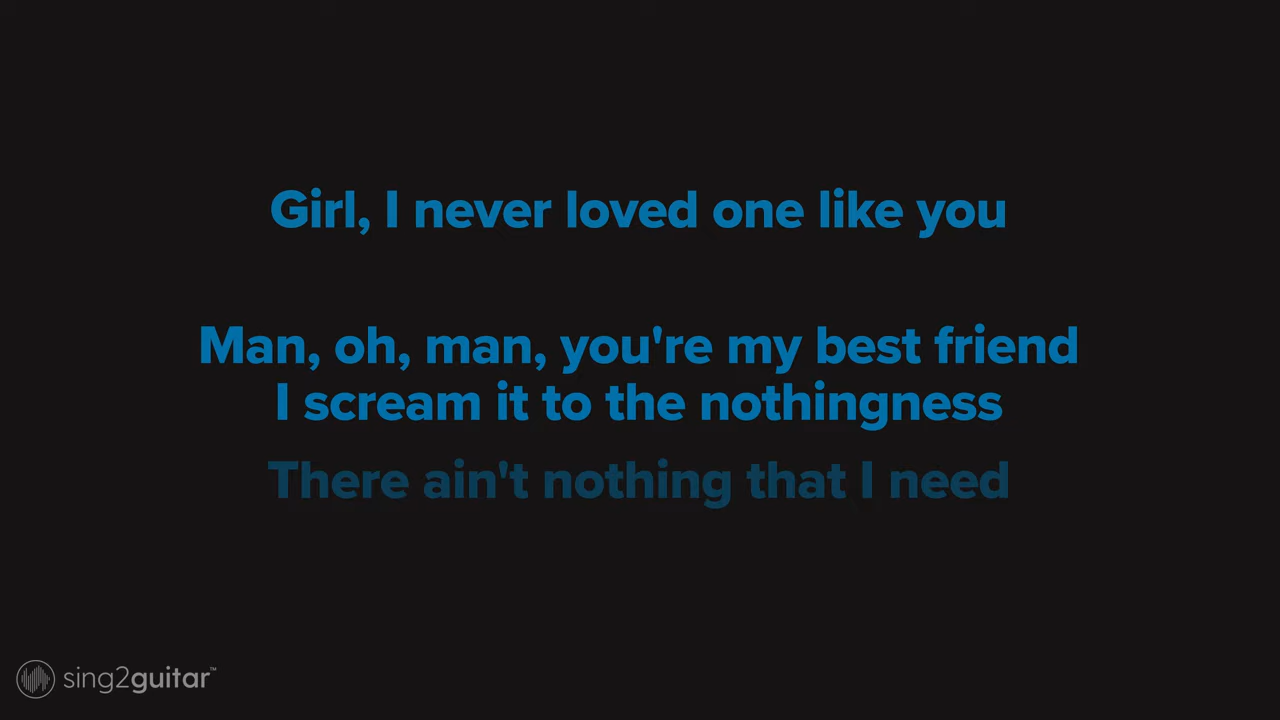 Girl, I never loved one like you
Man, oh, man, you're my best friend
I scream it to the nothingness
There ain't nothing that I need
sing2guitar™